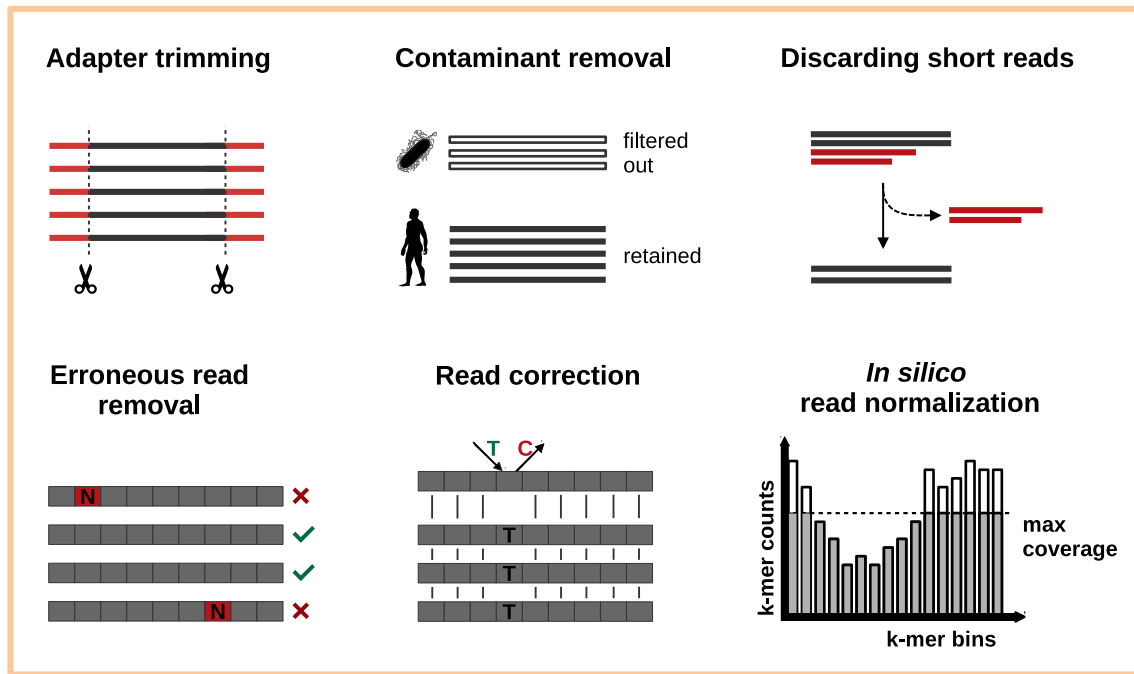 Adapter trimming
Contaminant removal
filtered
out
retained
Discarding short reads
Erroneous read
removal
N
N
Read correction
T C
T
T
T
In silico
read normalization
k-mer counts
max
coverage
k-mer bins